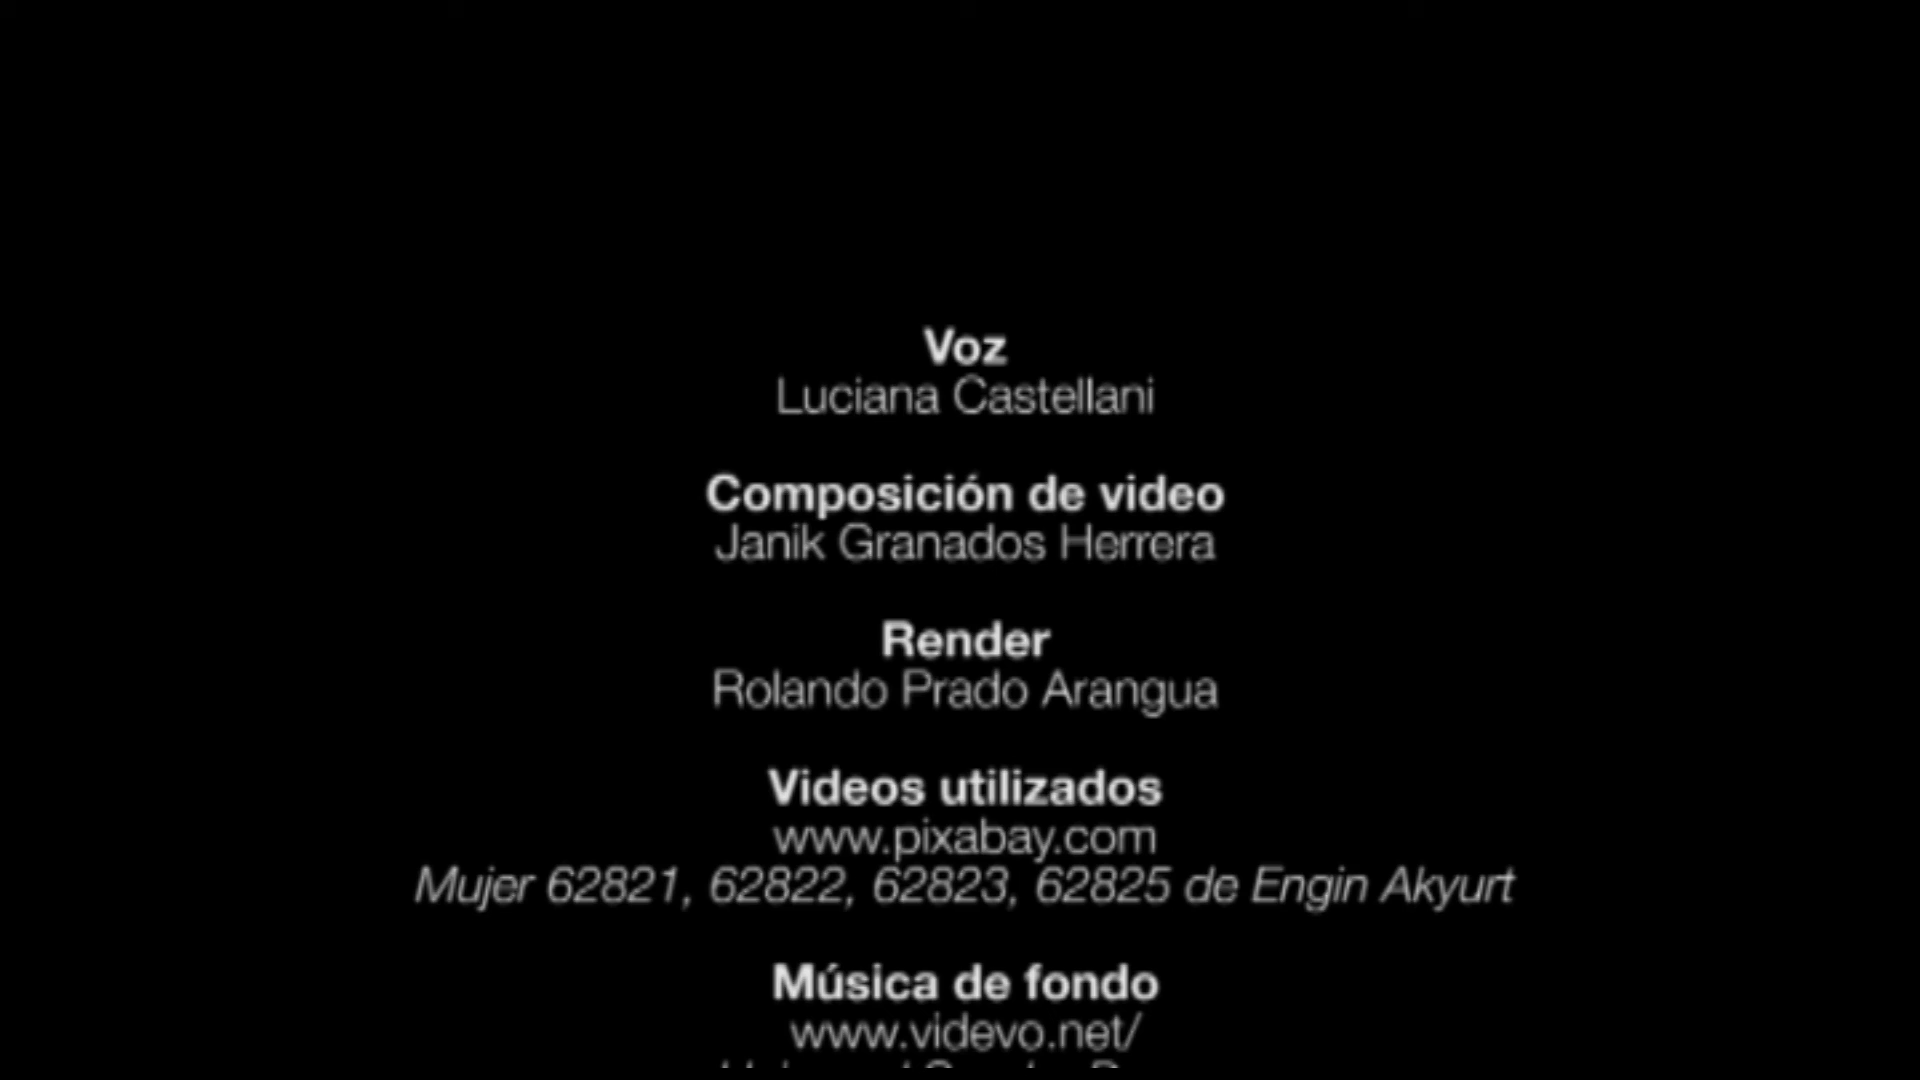 Voz
Luciana Castellani
Composición de video
Janik Granados Herrera
Render
Rolando Prado Arangua
Videos utilizados
www.pixabay.com
Mujer 62821, 62822, 62823, 62825 de Engin Akyurt
Música de fondo
www.videvo.net/